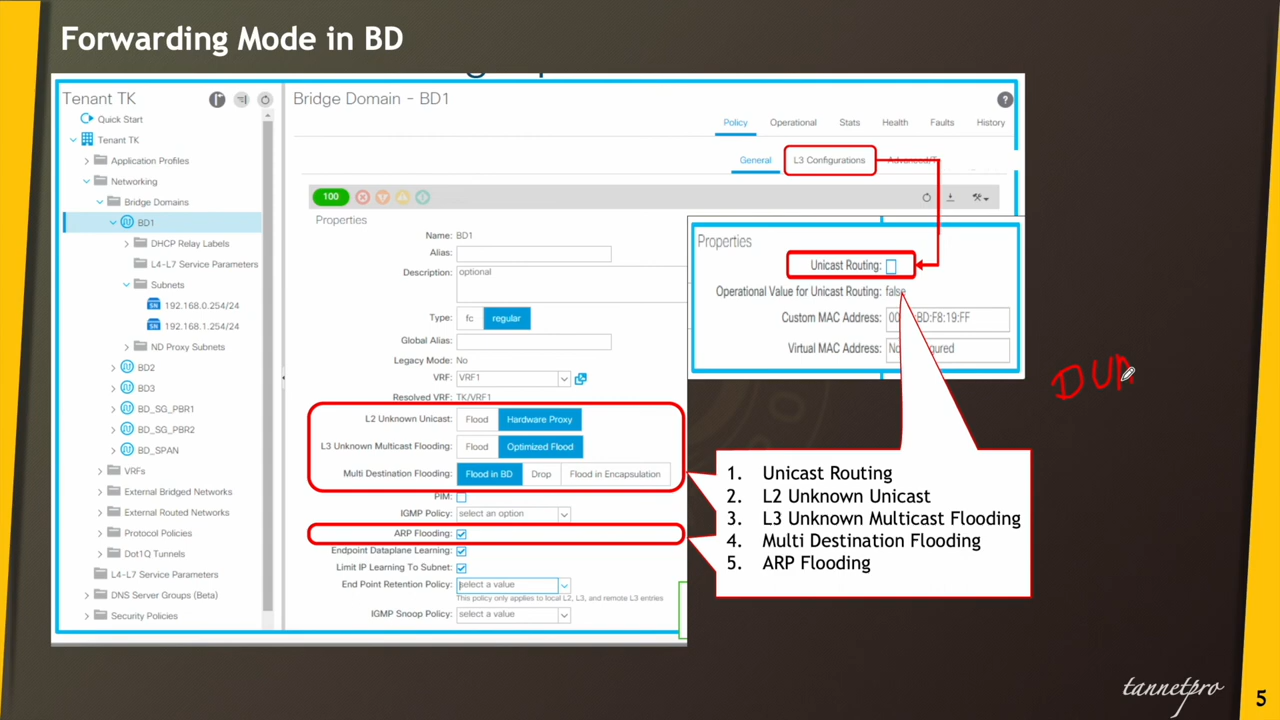 Forwarding Mode in BD
Tenant TK
Quick Start
Tenant TK
Application Profiles
Networking
Bridge Domains
BD1
DHCP Relay Labels
L4-L7 Service Parameters
Subnets
192.168.0.254/24
192.168.1.254/24
ND Proxy Subnets
BD2
BD3
BD_SG_PBR1
BD_SG_PBR2
BD_SPAN
VRFs
External Bridged Networks
External Routed Networks
Protocol Policies
Dot1Q Tunnels
L4-L7 Service Parameters
DNS Server Groups (Beta)
Security Policies
Bridge Domain - BD1
Policy Operational Stats Health Faults History
General L3 Configurations
100
Properties
Name: BD1
Alias:
Description: optional
Type: fc regular
Global Alias:
Legacy Mode: No
VRF: VRF1
Resolved VRF: TK/VRF1
L2 Unknown Unicast: Flood Hardware Proxy
L3 Unknown Multicast Flooding: Flood Optimized Flood
Multi Destination Flooding: Flood in BD Drop Flood in Encapsulation
PIM:
IGMP Policy: select an option
ARP Flooding:
Endpoint Dataplane Learning:
Limit IP Learning To Subnet:
End Point Retention Policy: select a value
This policy only applies to local L2, L3, and remote L3 entries
IGMP Snoop Policy: select a value
Properties
Unicast Routing:
Operational Value for Unicast Routing: false
Custom MAC Address: BD:F8:19:FF
Virtual MAC Address:
1. Unicast Routing
2. L2 Unknown Unicast
3. L3 Unknown Multicast Flooding
4. Multi Destination Flooding
5. ARP Flooding
tannetpro
5